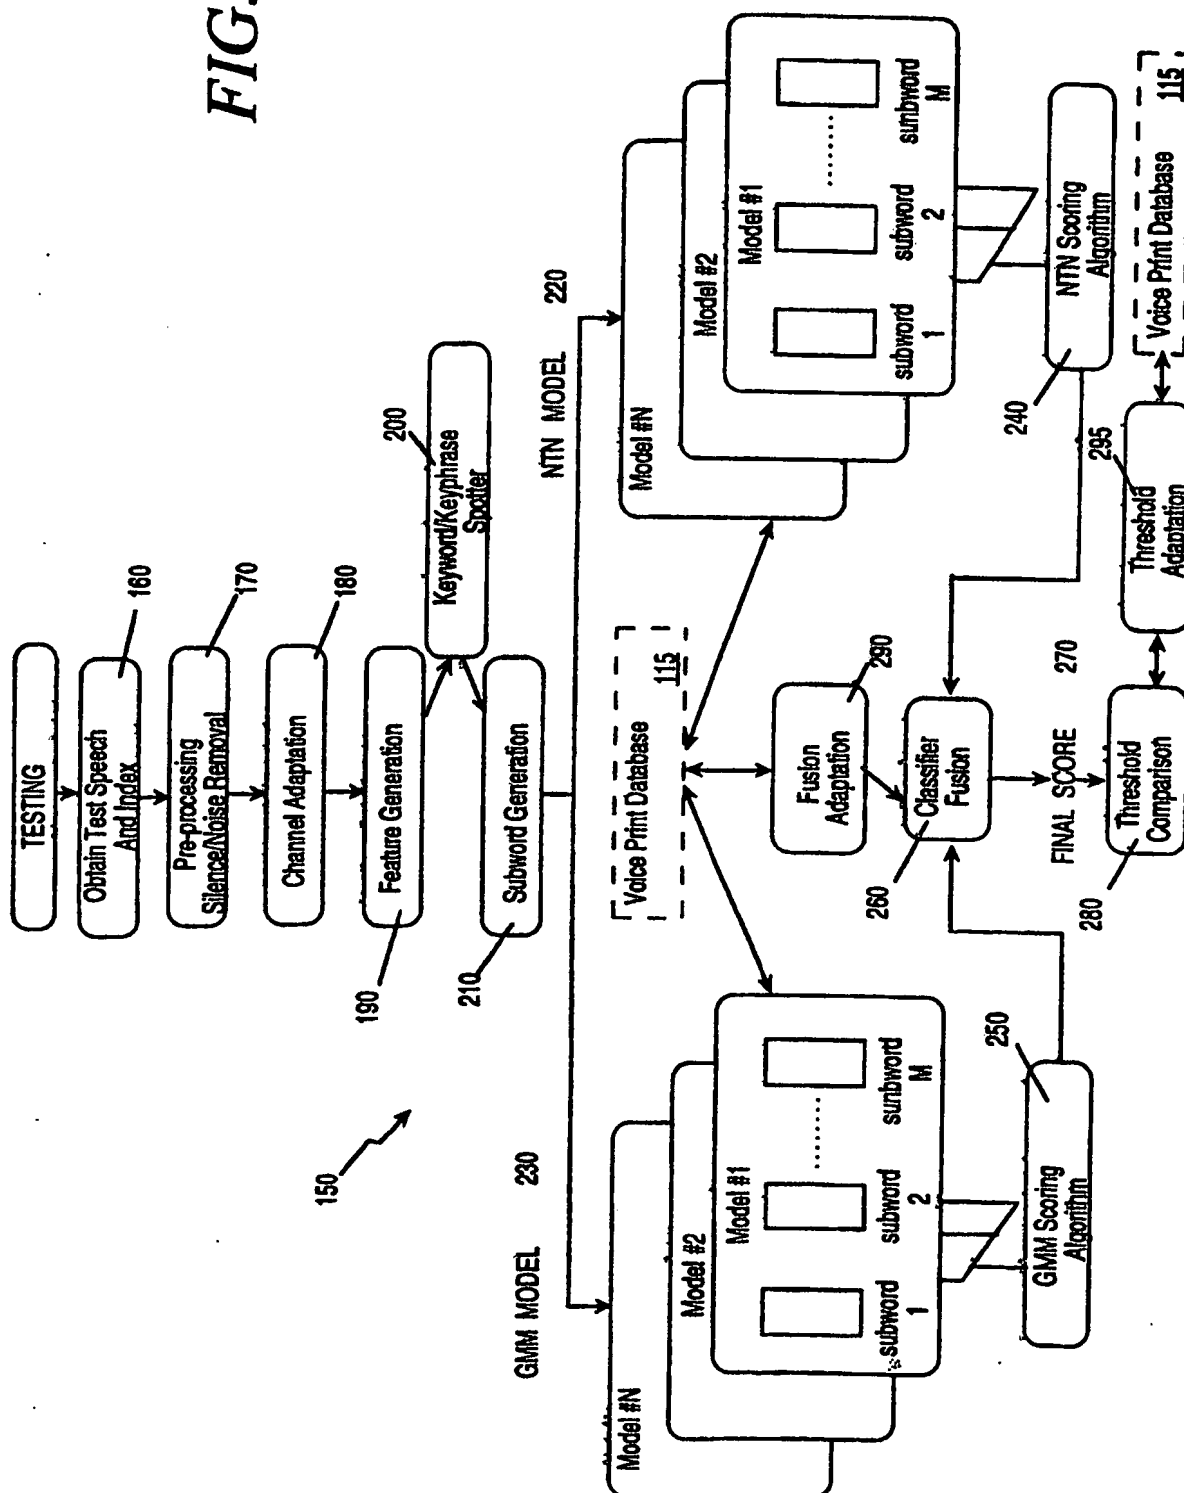 FIG.
TESTING
Obtain Test Speech
And Index
160
Pre-processing
Silence/Noise Removal
170
Channel Adaptation
180
Feature Generation
190
Keyword/Keyphrase
Spotter
200
Subword Generation
210
150
GMM MODEL
230
NTN MODEL
220
Model #N
Model #2
Model #1
subword
1
subword
2
sunbword
M
GMM Scoring
Algorithm
250
Voice Print Database
115
Model #N
Model #2
Model #1
subword
1
subword
2
sunbword
M
NTN Scoring
Algorithm
240
Fusion
Adaptation
290
Classifier
Fusion
260
FINAL SCORE
270
Threshold
Comparison
280
Threshold
Adaptation
295
Voice Print Database
115